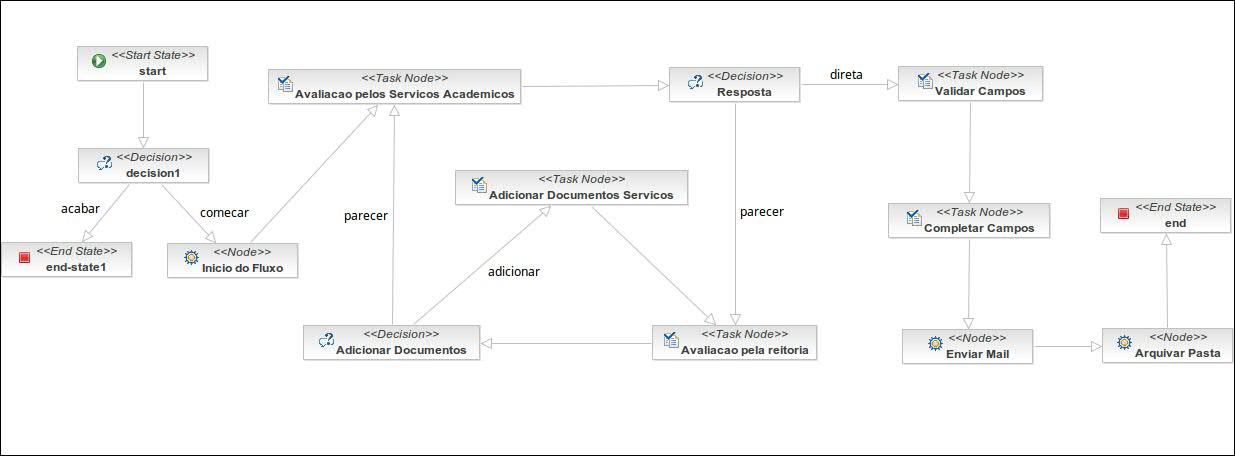 <<Start State>>
start
<<Task Node>>
Avaliacao pelos Servicos Academicos
<<Decision>>
Resposta
direta
<<Task Node>>
Validar Campos
<<Decision>>
decision1
acabar
comecar
<<End State>>
end-state1
<<Node>>
Inicio do Fluxo
parecer
<<Task Node>>
Adicionar Documentos Servicos
parecer
adicionar
<<Task Node>>
Completar Campos
<<End State>>
end
<<Decision>>
Adicionar Documentos
<<Task Node>>
Avaliacao pela reitoria
<<Node>>
Enviar Mail
<<Node>>
Arquivar Pasta